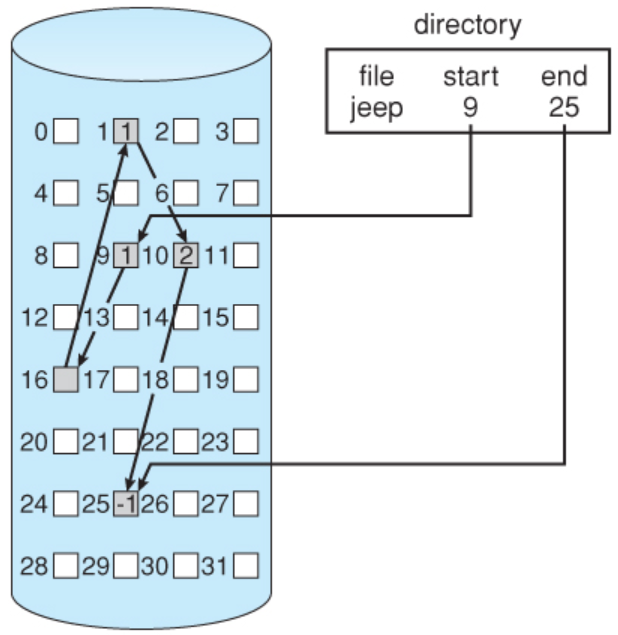 directory
file start end
jeep 9 25
0 1 1 2 3
4 5 6 7
8 9 1 10 2 11
12 13 14 15
16 17 18 19
20 21 22 23
24 25 -1 26 27
28 29 30 31